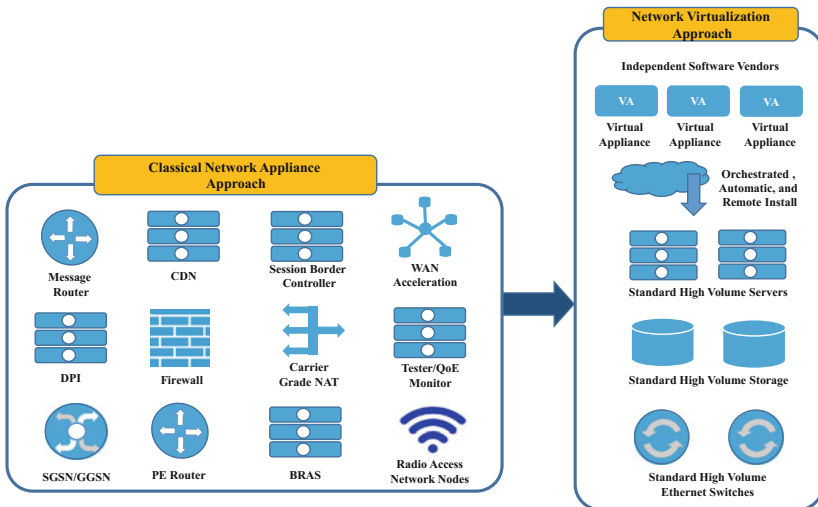 Classical Network Appliance
Approach
Message
Router
CDN
Session Border
Controller
WAN
Acceleration
DPI
Firewall
Carrier
Grade NAT
Tester/QoE
Monitor
SGSN/GGSN
PE Router
BRAS
Radio Access
Network Nodes
Network Virtualization
Approach
Independent Software Vendors
VA
VA
VA
Virtual
Appliance
Virtual
Appliance
Virtual
Appliance
Orchestrated ,
Automatic, and
Remote Install
Standard High Volume Servers
Standard High Volume Storage
Standard High Volume
Ethernet Switches